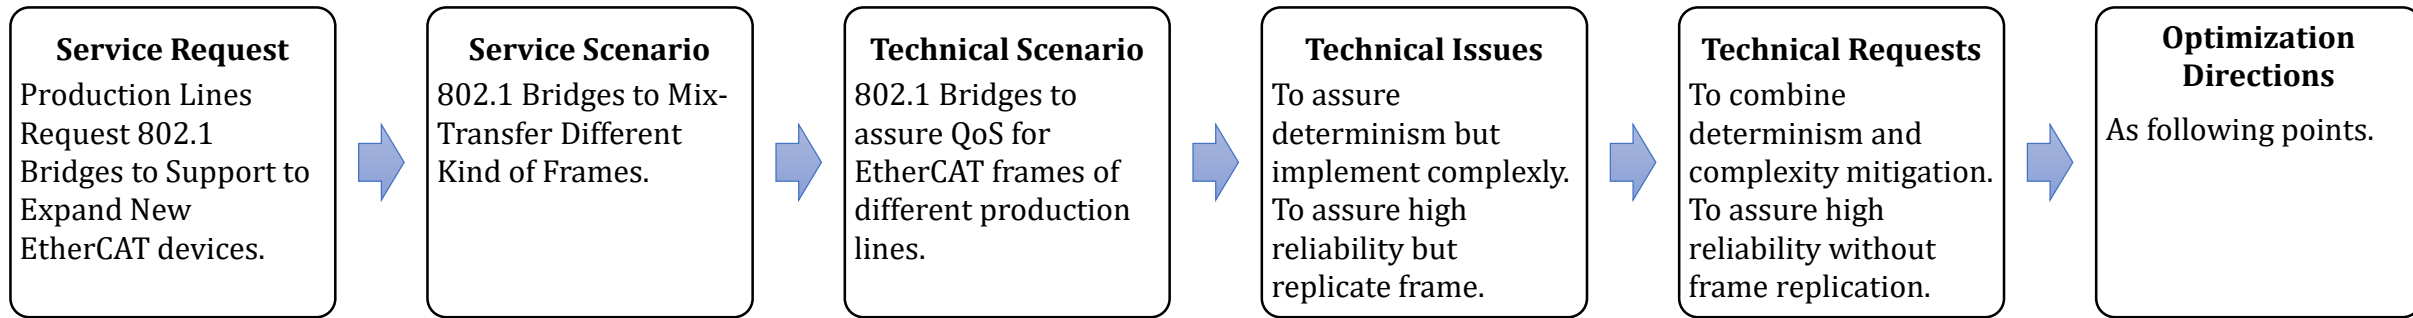 Service Request
Production Lines
Request 802.1
Bridges to Support to
Expand New
EtherCAT devices.
Service Scenario
802.1 Bridges to Mix-
Transfer Different
Kind of Frames.
Technical Scenario
802.1 Bridges to
assure QoS for
EtherCAT frames of
different production
lines.
Technical Issues
To assure
determinism but
implement complexly.
To assure high
reliability but
replicate frame.
Technical Requests
To combine
determinism and
complexity mitigation.
To assure high
reliability without
frame replication.
Optimization
Directions
As following points.